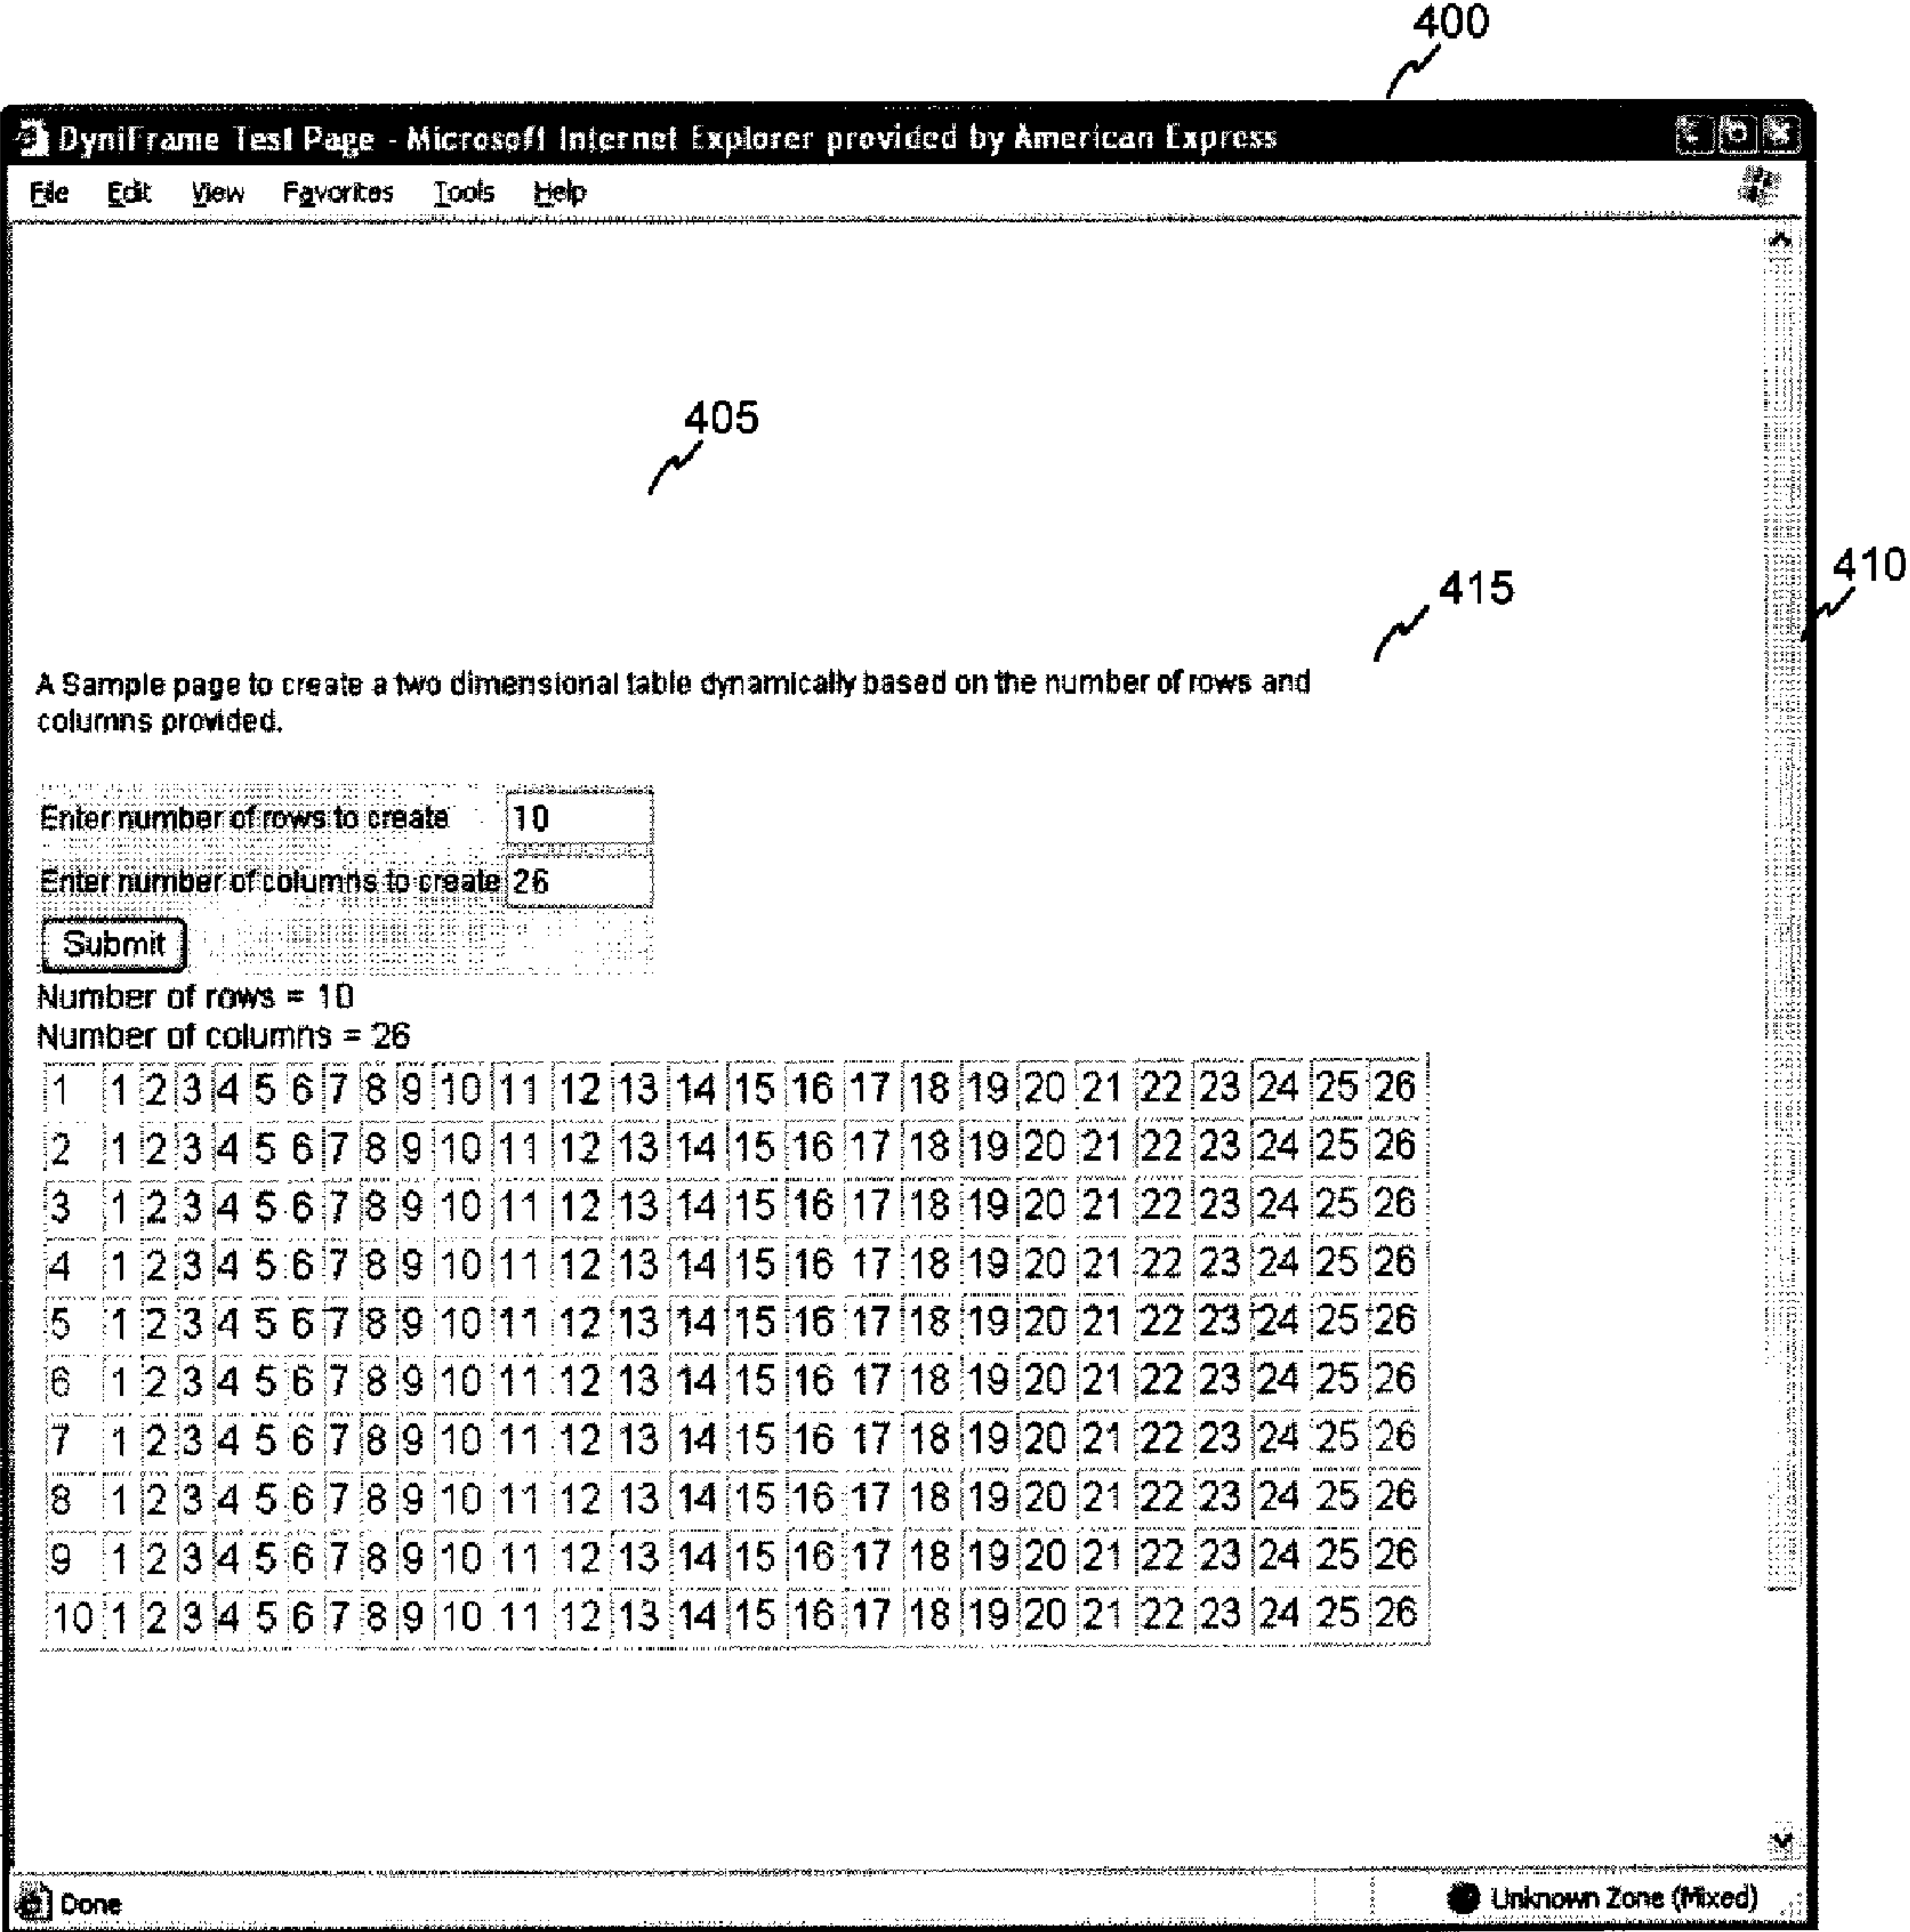 400
DyniFrame Test Page - Microsoft Internet Explorer provided by American Express
File Edit View Favorites Tools Help
405
415
410
A Sample page to create a two dimensional table dynamically based on the number of rows and
columns provided.
Enter number of rows to create 10
Enter number of columns to create 26
Submit
Number of rows = 10
Number of columns = 26
1 1 2 3 4 5 6 7 8 9 10 11 12 13 14 15 16 17 18 19 20 21 22 23 24 25 26
2 1 2 3 4 5 6 7 8 9 10 11 12 13 14 15 16 17 18 19 20 21 22 23 24 25 26
3 1 2 3 4 5 6 7 8 9 10 11 12 13 14 15 16 17 18 19 20 21 22 23 24 25 26
4 1 2 3 4 5 6 7 8 9 10 11 12 13 14 15 16 17 18 19 20 21 22 23 24 25 26
5 1 2 3 4 5 6 7 8 9 10 11 12 13 14 15 16 17 18 19 20 21 22 23 24 25 26
6 1 2 3 4 5 6 7 8 9 10 11 12 13 14 15 16 17 18 19 20 21 22 23 24 25 26
7 1 2 3 4 5 6 7 8 9 10 11 12 13 14 15 16 17 18 19 20 21 22 23 24 25 26
8 1 2 3 4 5 6 7 8 9 10 11 12 13 14 15 16 17 18 19 20 21 22 23 24 25 26
9 1 2 3 4 5 6 7 8 9 10 11 12 13 14 15 16 17 18 19 20 21 22 23 24 25 26
10 1 2 3 4 5 6 7 8 9 10 11 12 13 14 15 16 17 18 19 20 21 22 23 24 25 26
Done Unknown Zone (Mixed)